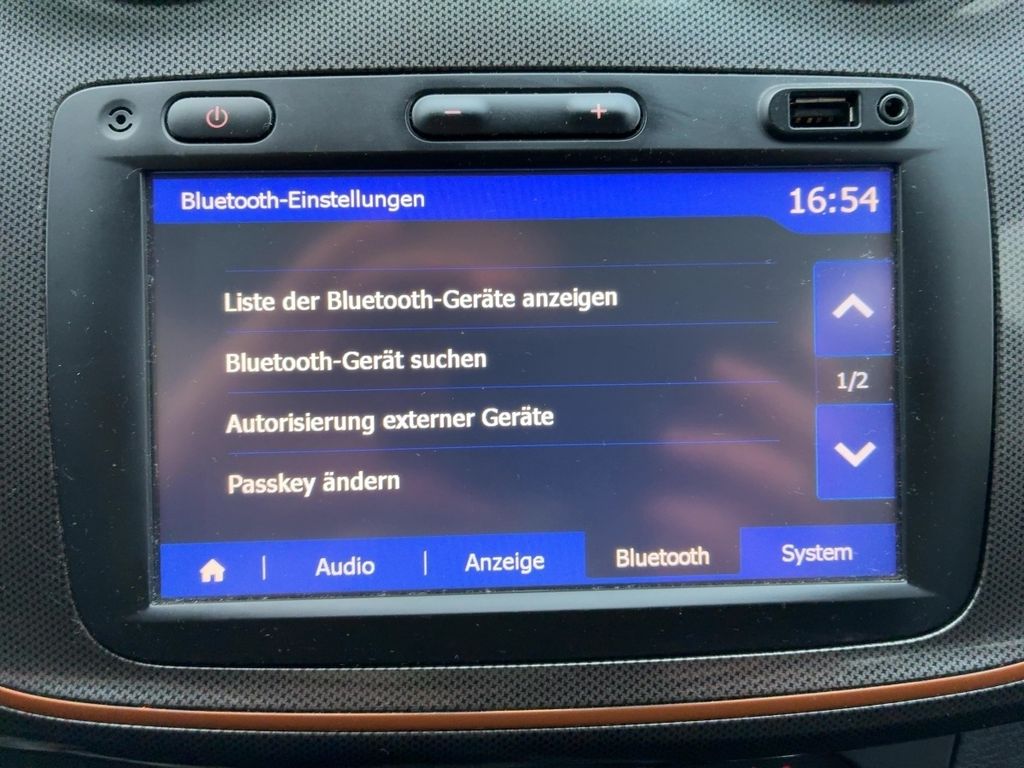 Bluetooth-Einstellungen
16:54
Liste der Bluetooth-Geräte anzeigen
Bluetooth-Gerät suchen
1/2
Autorisierung externer Geräte
Passkey ändern
Audio
Anzeige
Bluetooth
System